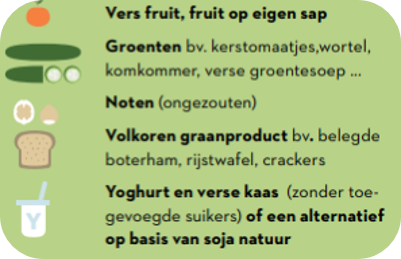 Vers fruit, fruit op eigen sap
Groenten bv. kerstomaatjes,wortel,
komkommer, verse groentesoep ...
Noten (ongezouten)
Volkoren graanproduct bv. belegde
boterham, rijstwafel, crackers
Yoghurt en verse kaas (zonder toe-
gevoegde suikers) of een alternatief
op basis van soja natuur
Y